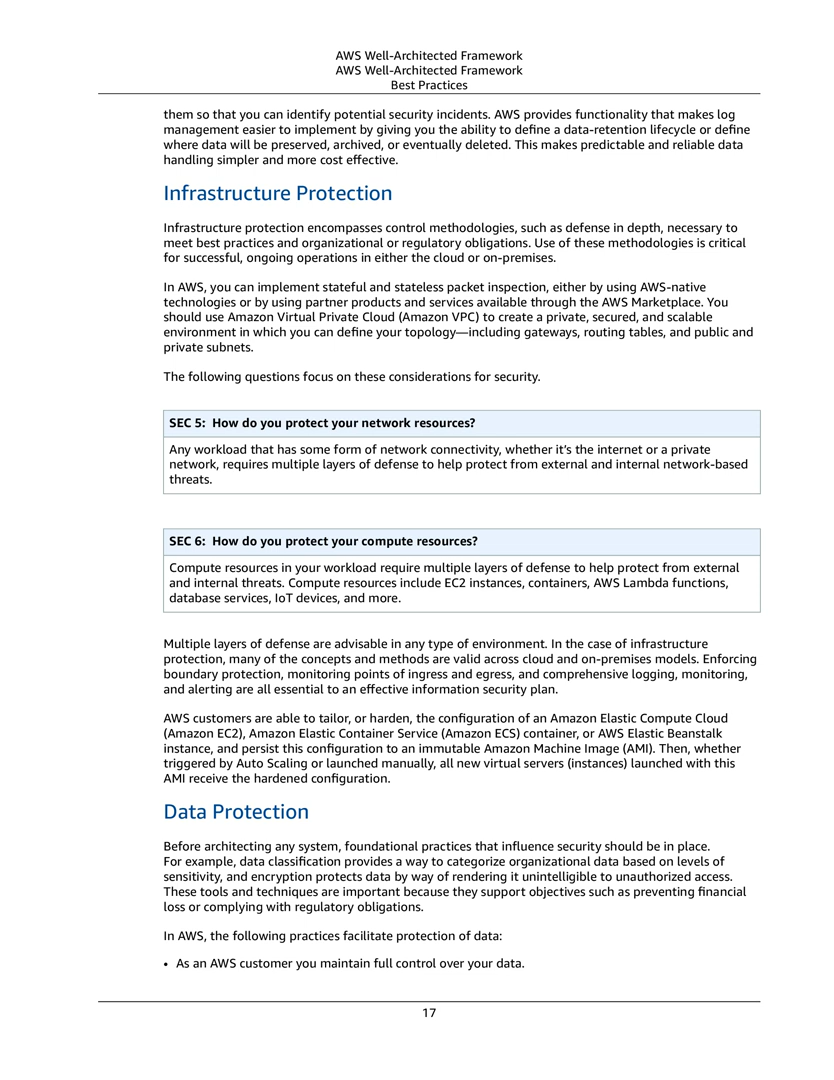 AWS Well-Architected Framework
AWS Well-Architected Framework
Best Practices
them so that you can identify potential security incidents. AWS provides functionality that makes log
management easier to implement by giving you the ability to define a data-retention lifecycle or define
where data will be preserved, archived, or eventually deleted. This makes predictable and reliable data
handling simpler and more cost effective.
Infrastructure Protection
Infrastructure protection encompasses control methodologies, such as defense in depth, necessary to
meet best practices and organizational or regulatory obligations. Use of these methodologies is critical
for successful, ongoing operations in either the cloud or on-premises.
In AWS, you can implement stateful and stateless packet inspection, either by using AWS-native
technologies or by using partner products and services available through the AWS Marketplace. You
should use Amazon Virtual Private Cloud (Amazon VPC) to create a private, secured, and scalable
environment in which you can define your topology—including gateways, routing tables, and public and
private subnets.
The following questions focus on these considerations for security.
SEC 5: How do you protect your network resources?
Any workload that has some form of network connectivity, whether it’s the internet or a private
network, requires multiple layers of defense to help protect from external and internal network-based
threats.
SEC 6: How do you protect your compute resources?
Compute resources in your workload require multiple layers of defense to help protect from external
and internal threats. Compute resources include EC2 instances, containers, AWS Lambda functions,
database services, IoT devices, and more.
Multiple layers of defense are advisable in any type of environment. In the case of infrastructure
protection, many of the concepts and methods are valid across cloud and on-premises models. Enforcing
boundary protection, monitoring points of ingress and egress, and comprehensive logging, monitoring,
and alerting are all essential to an effective information security plan.
AWS customers are able to tailor, or harden, the configuration of an Amazon Elastic Compute Cloud
(Amazon EC2), Amazon Elastic Container Service (Amazon ECS) container, or AWS Elastic Beanstalk
instance, and persist this configuration to an immutable Amazon Machine Image (AMI). Then, whether
triggered by Auto Scaling or launched manually, all new virtual servers (instances) launched with this
AMI receive the hardened configuration.
Data Protection
Before architecting any system, foundational practices that influence security should be in place.
For example, data classification provides a way to categorize organizational data based on levels of
sensitivity, and encryption protects data by way of rendering it unintelligible to unauthorized access.
These tools and techniques are important because they support objectives such as preventing financial
loss or complying with regulatory obligations.
In AWS, the following practices facilitate protection of data:
• As an AWS customer you maintain full control over your data.
17